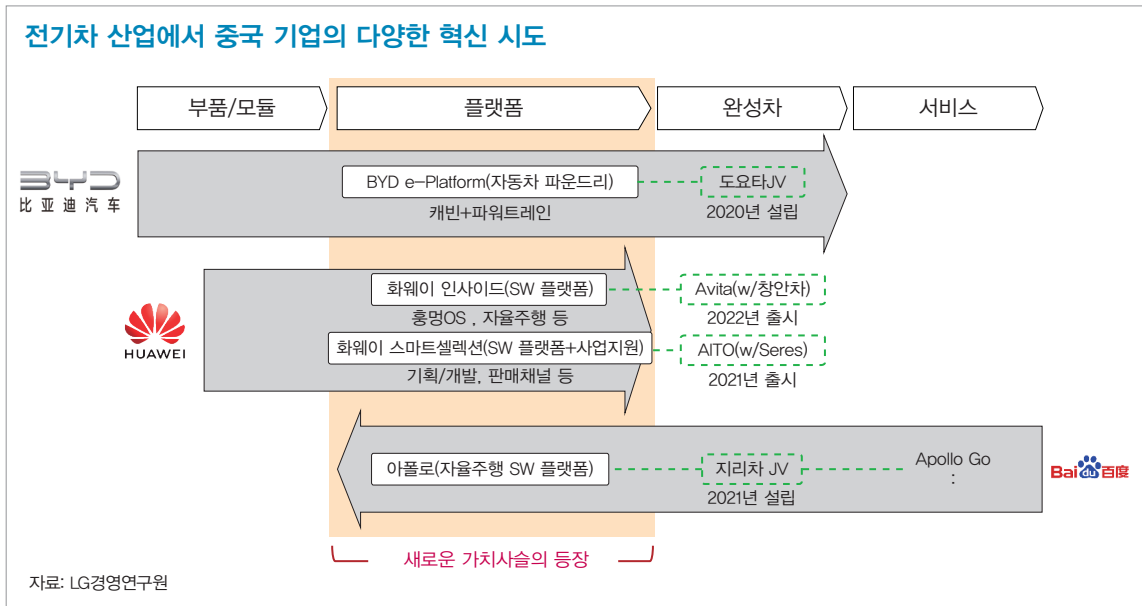 전기차 산업에서 중국 기업의 다양한 혁신 시도
부품/모듈
플랫폼
완성차
서비스
BYD
比亚迪汽车
BYD e-Platform(자동차 파운드리)
도요타JV
캐빈+파워트레인
2020년 설립
화웨이 인사이드(SW 플랫폼)
Avita(w/창안차)
훙멍OS , 자율주행 등
2022년 출시
HUAWEI
화웨이 스마트셀렉션(SW 플랫폼+사업지원)
AITO(w/Seres)
기획/개발, 판매채널 등
2021년 출시
아폴로(자율주행 SW 플랫폼)
지리차 JV
Apollo Go
:
2021년 설립
Bai du 百度
새로운 가치사슬의 등장
자료: LG경영연구원